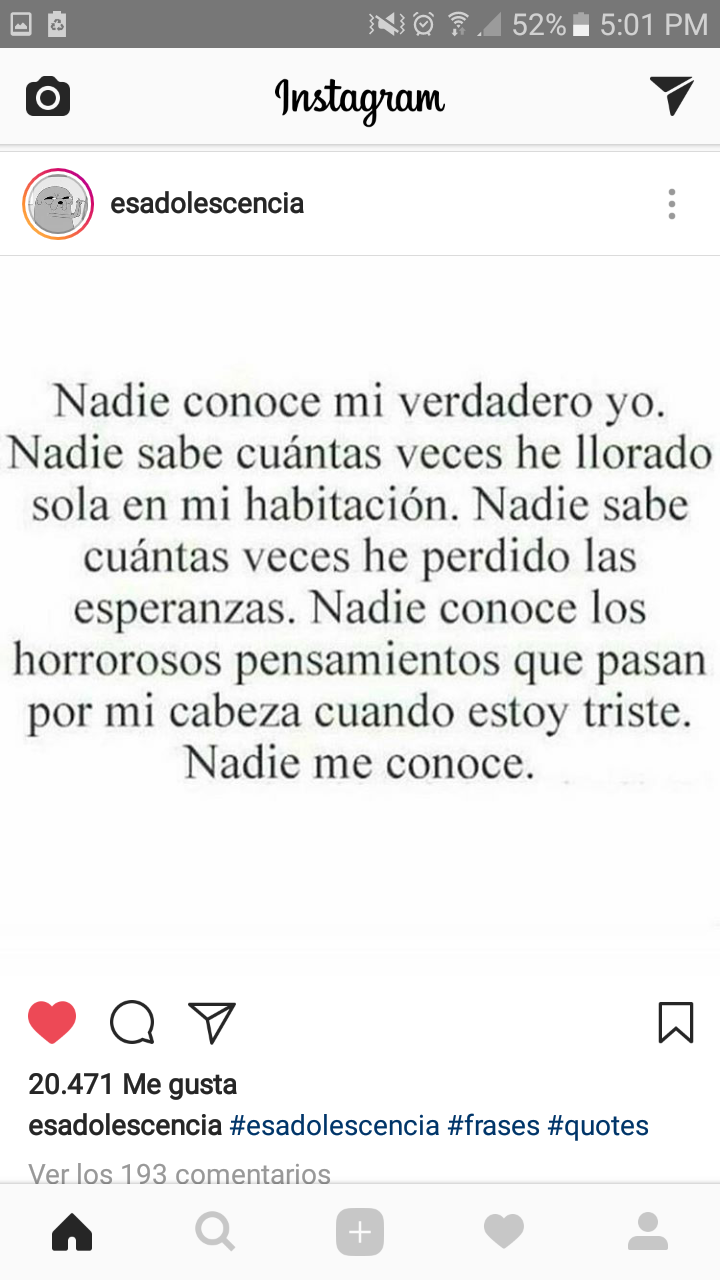 52% 5:01 PM
Instagram
esadolescencia
Nadie conoce mi verdadero yo.
Nadie sabe cuántas veces he llorado
sola en mi habitación. Nadie sabe
cuántas veces he perdido las
esperanzas. Nadie conoce los
horrorosos pensamientos que pasan
por mi cabeza cuando estoy triste.
Nadie me conoce.
20.471 Me gusta
esadolescencia #esadolescencia #frases #quotes
Ver los 193 comentarios